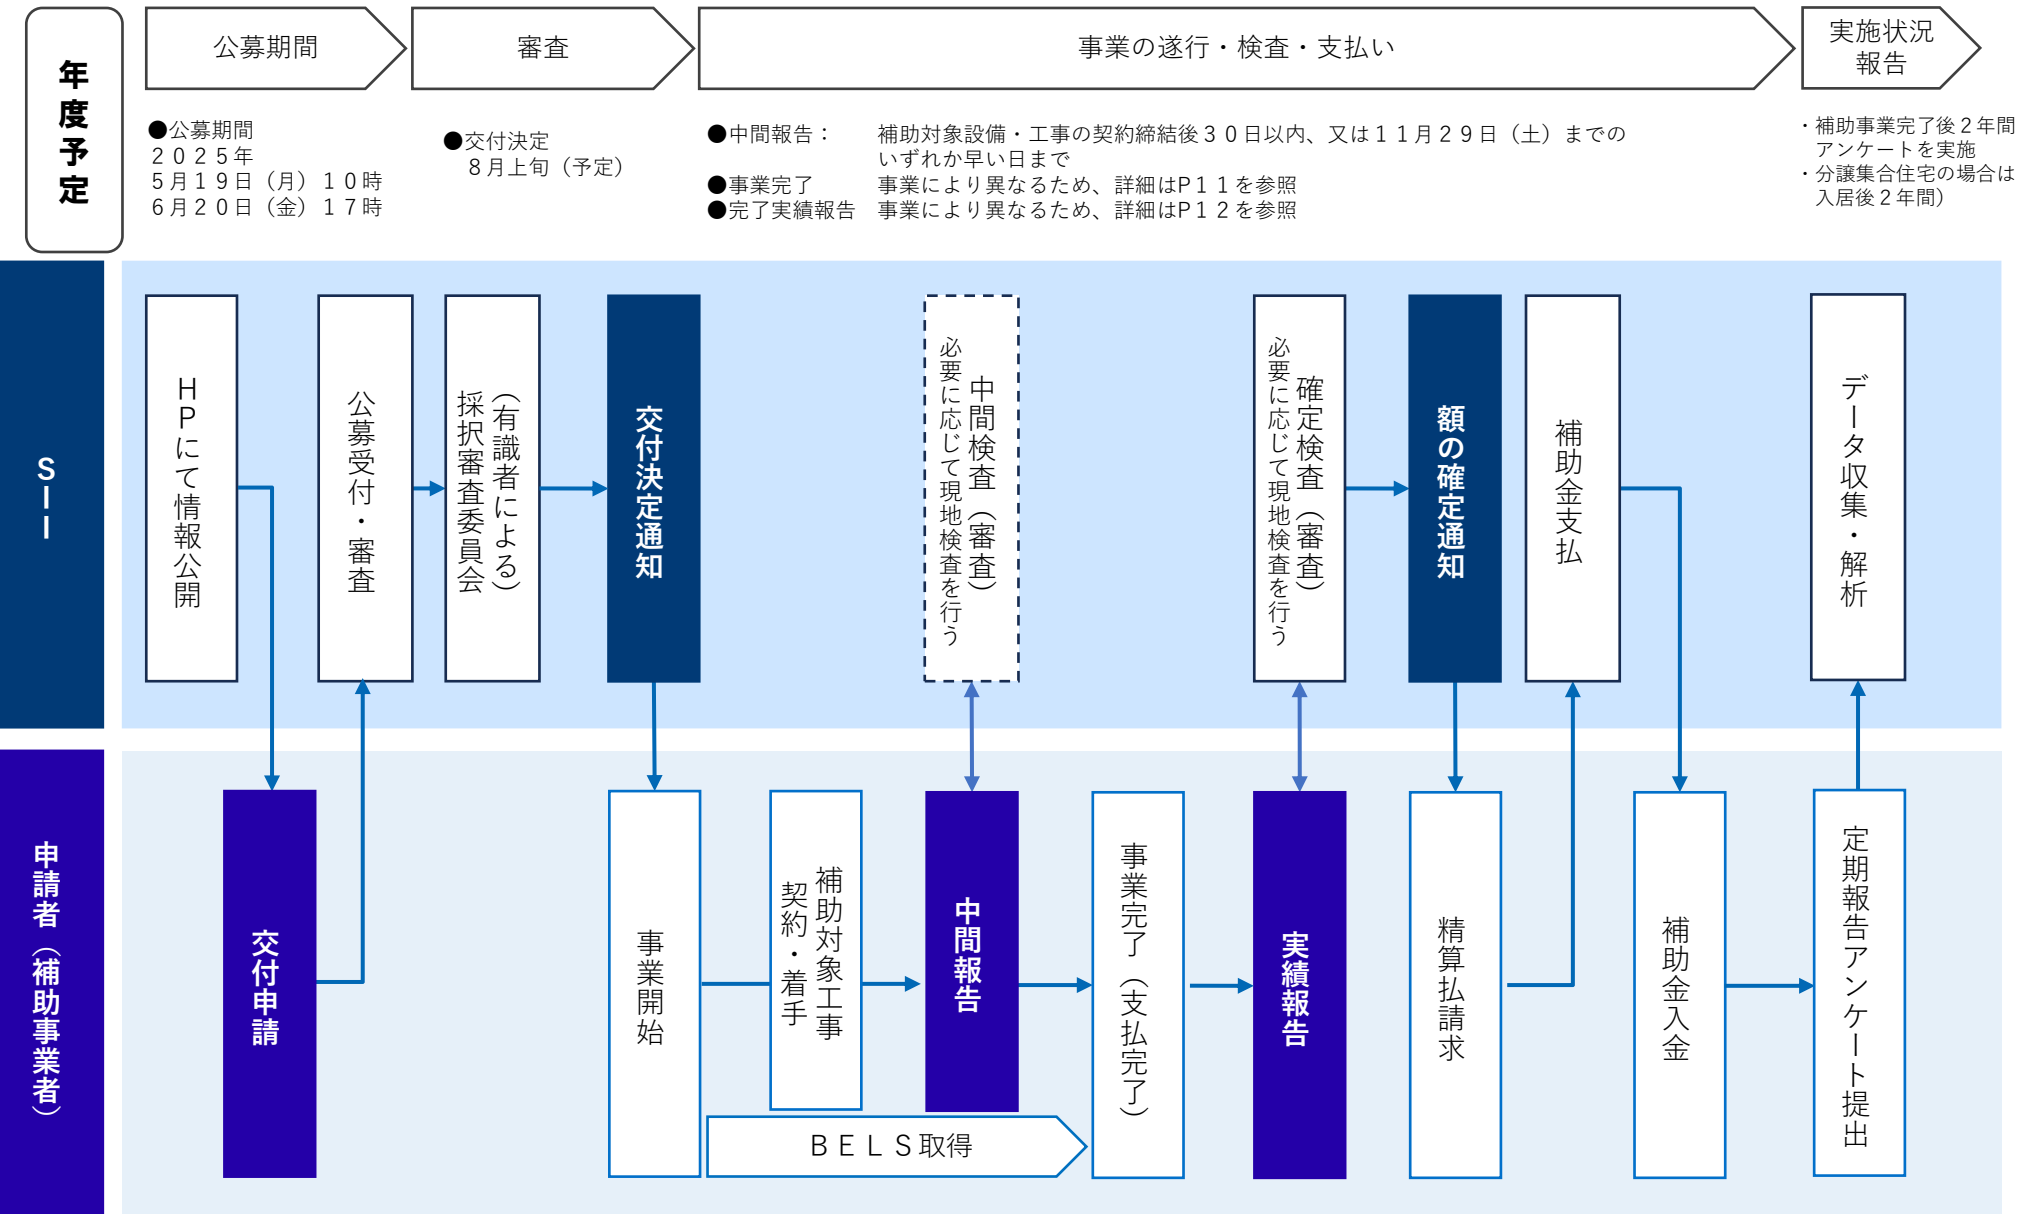 年度予定
公募期間
審査
事業の遂行・検査・支払い
実施状況
報告
●公募期間
２０２５年
５月１９日（月）１０時
６月２０日（金）１７時
●交付決定
８月上旬（予定）
●中間報告： 補助対象設備・工事の契約締結後３０日以内、又は１１月２９日（土）までの
いずれか早い日まで
●事業完了 事業により異なるため、詳細はP１１を参照
●完了実績報告 事業により異なるため、詳細はP１２を参照
・補助事業完了後２年間
アンケートを実施
・分譲集合住宅の場合は
入居後２年間）
SII
HPにて情報公開
公募受付・審査
（有識者による）
採択審査委員会
交付決定通知
中間検査（審査）
必要に応じて現地検査を行う
確定検査（審査）
必要に応じて現地検査を行う
額の確定通知
補助金支払
データ収集・解析
申請者（補助事業者）
交付申請
事業開始
補助対象工事
契約・着手
中間報告
事業完了（支払完了）
実績報告
精算払請求
補助金入金
定期報告アンケート提出
ＢＥＬＳ取得